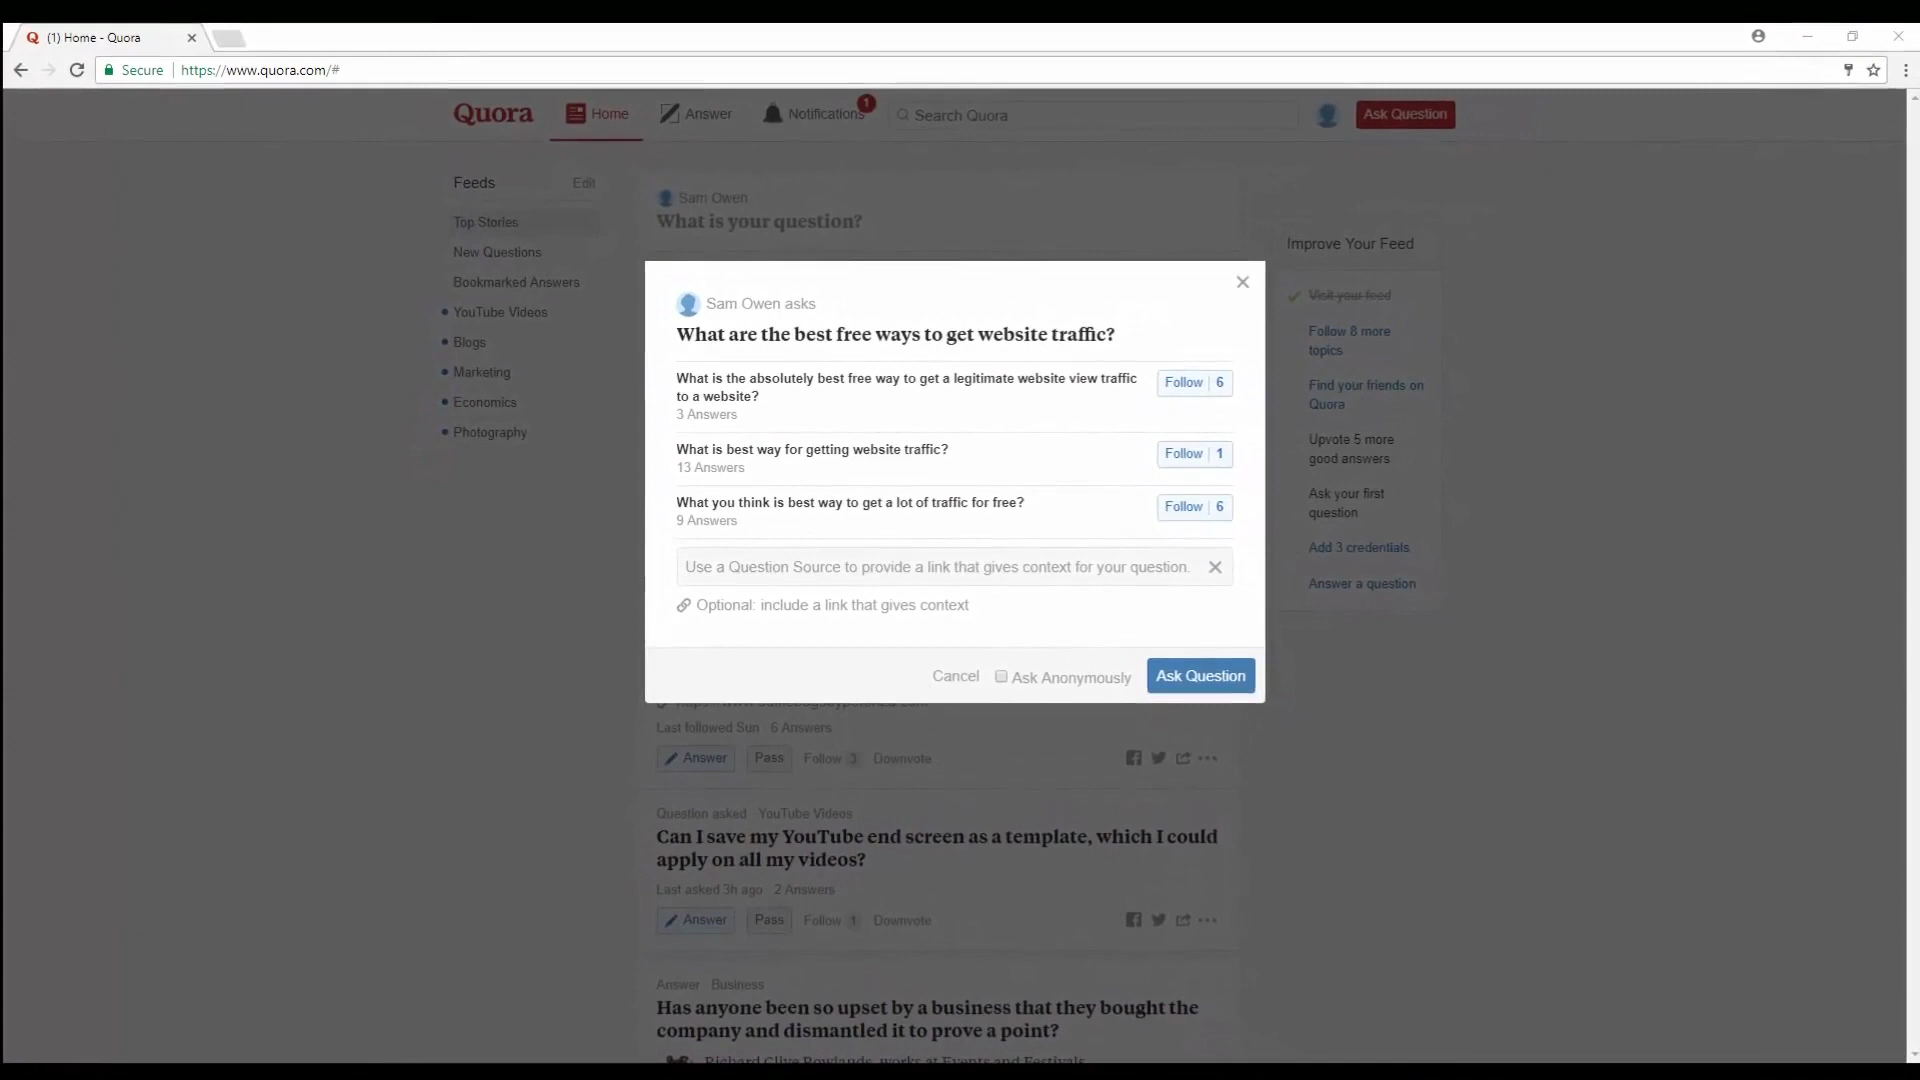 (1) Home - Quora
Secure
https://www.quora.com/#
Quora
Home
Answer
Notifications
1
Search Quora
Ask Question
Feeds
Edit
Top Stories
New Questions
Bookmarked Answers
YouTube Videos
Blogs
Marketing
Economics
Photography
Sam Owen
What is your question?
Sam Owen asks
What are the best free ways to get website traffic?
What is the absolutely best free way to get a legitimate website view traffic
to a website?
3 Answers
Follow | 6
What is best way for getting website traffic?
13 Answers
Follow | 1
What you think is best way to get a lot of traffic for free?
9 Answers
Follow | 6
Use a Question Source to provide a link that gives context for your question.
Optional: include a link that gives context
Cancel
Ask Anonymously
Ask Question
Last followed Sun · 6 Answers
Answer
Pass
Follow 3
Downvote
Question asked · YouTube Videos
Can I save my YouTube end screen as a template, which I could
apply on all my videos?
Last asked 3h ago · 2 Answers
Answer
Pass
Follow 1
Downvote
Answer · Business
Has anyone been so upset by a business that they bought the
company and dismantled it to prove a point?
Richard Clive Rowlands, works at Events and Festivals
Improve Your Feed
Visit your feed
Follow 8 more
topics
Find your friends on
Quora
Upvote 5 more
good answers
Ask your first
question
Add 3 credentials
Answer a question